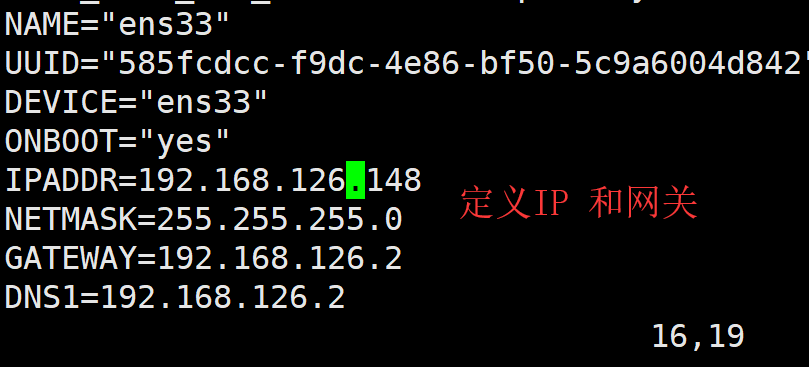 NAME="ens33"
UUID="585fcdcc-f9dc-4e86-bf50-5c9a6004d842"
DEVICE="ens33"
ONBOOT="yes"
IPADDR=192.168.126.148
定义IP 和网关
NETMASK=255.255.255.0
GATEWAY=192.168.126.2
DNS1=192.168.126.2
16,19